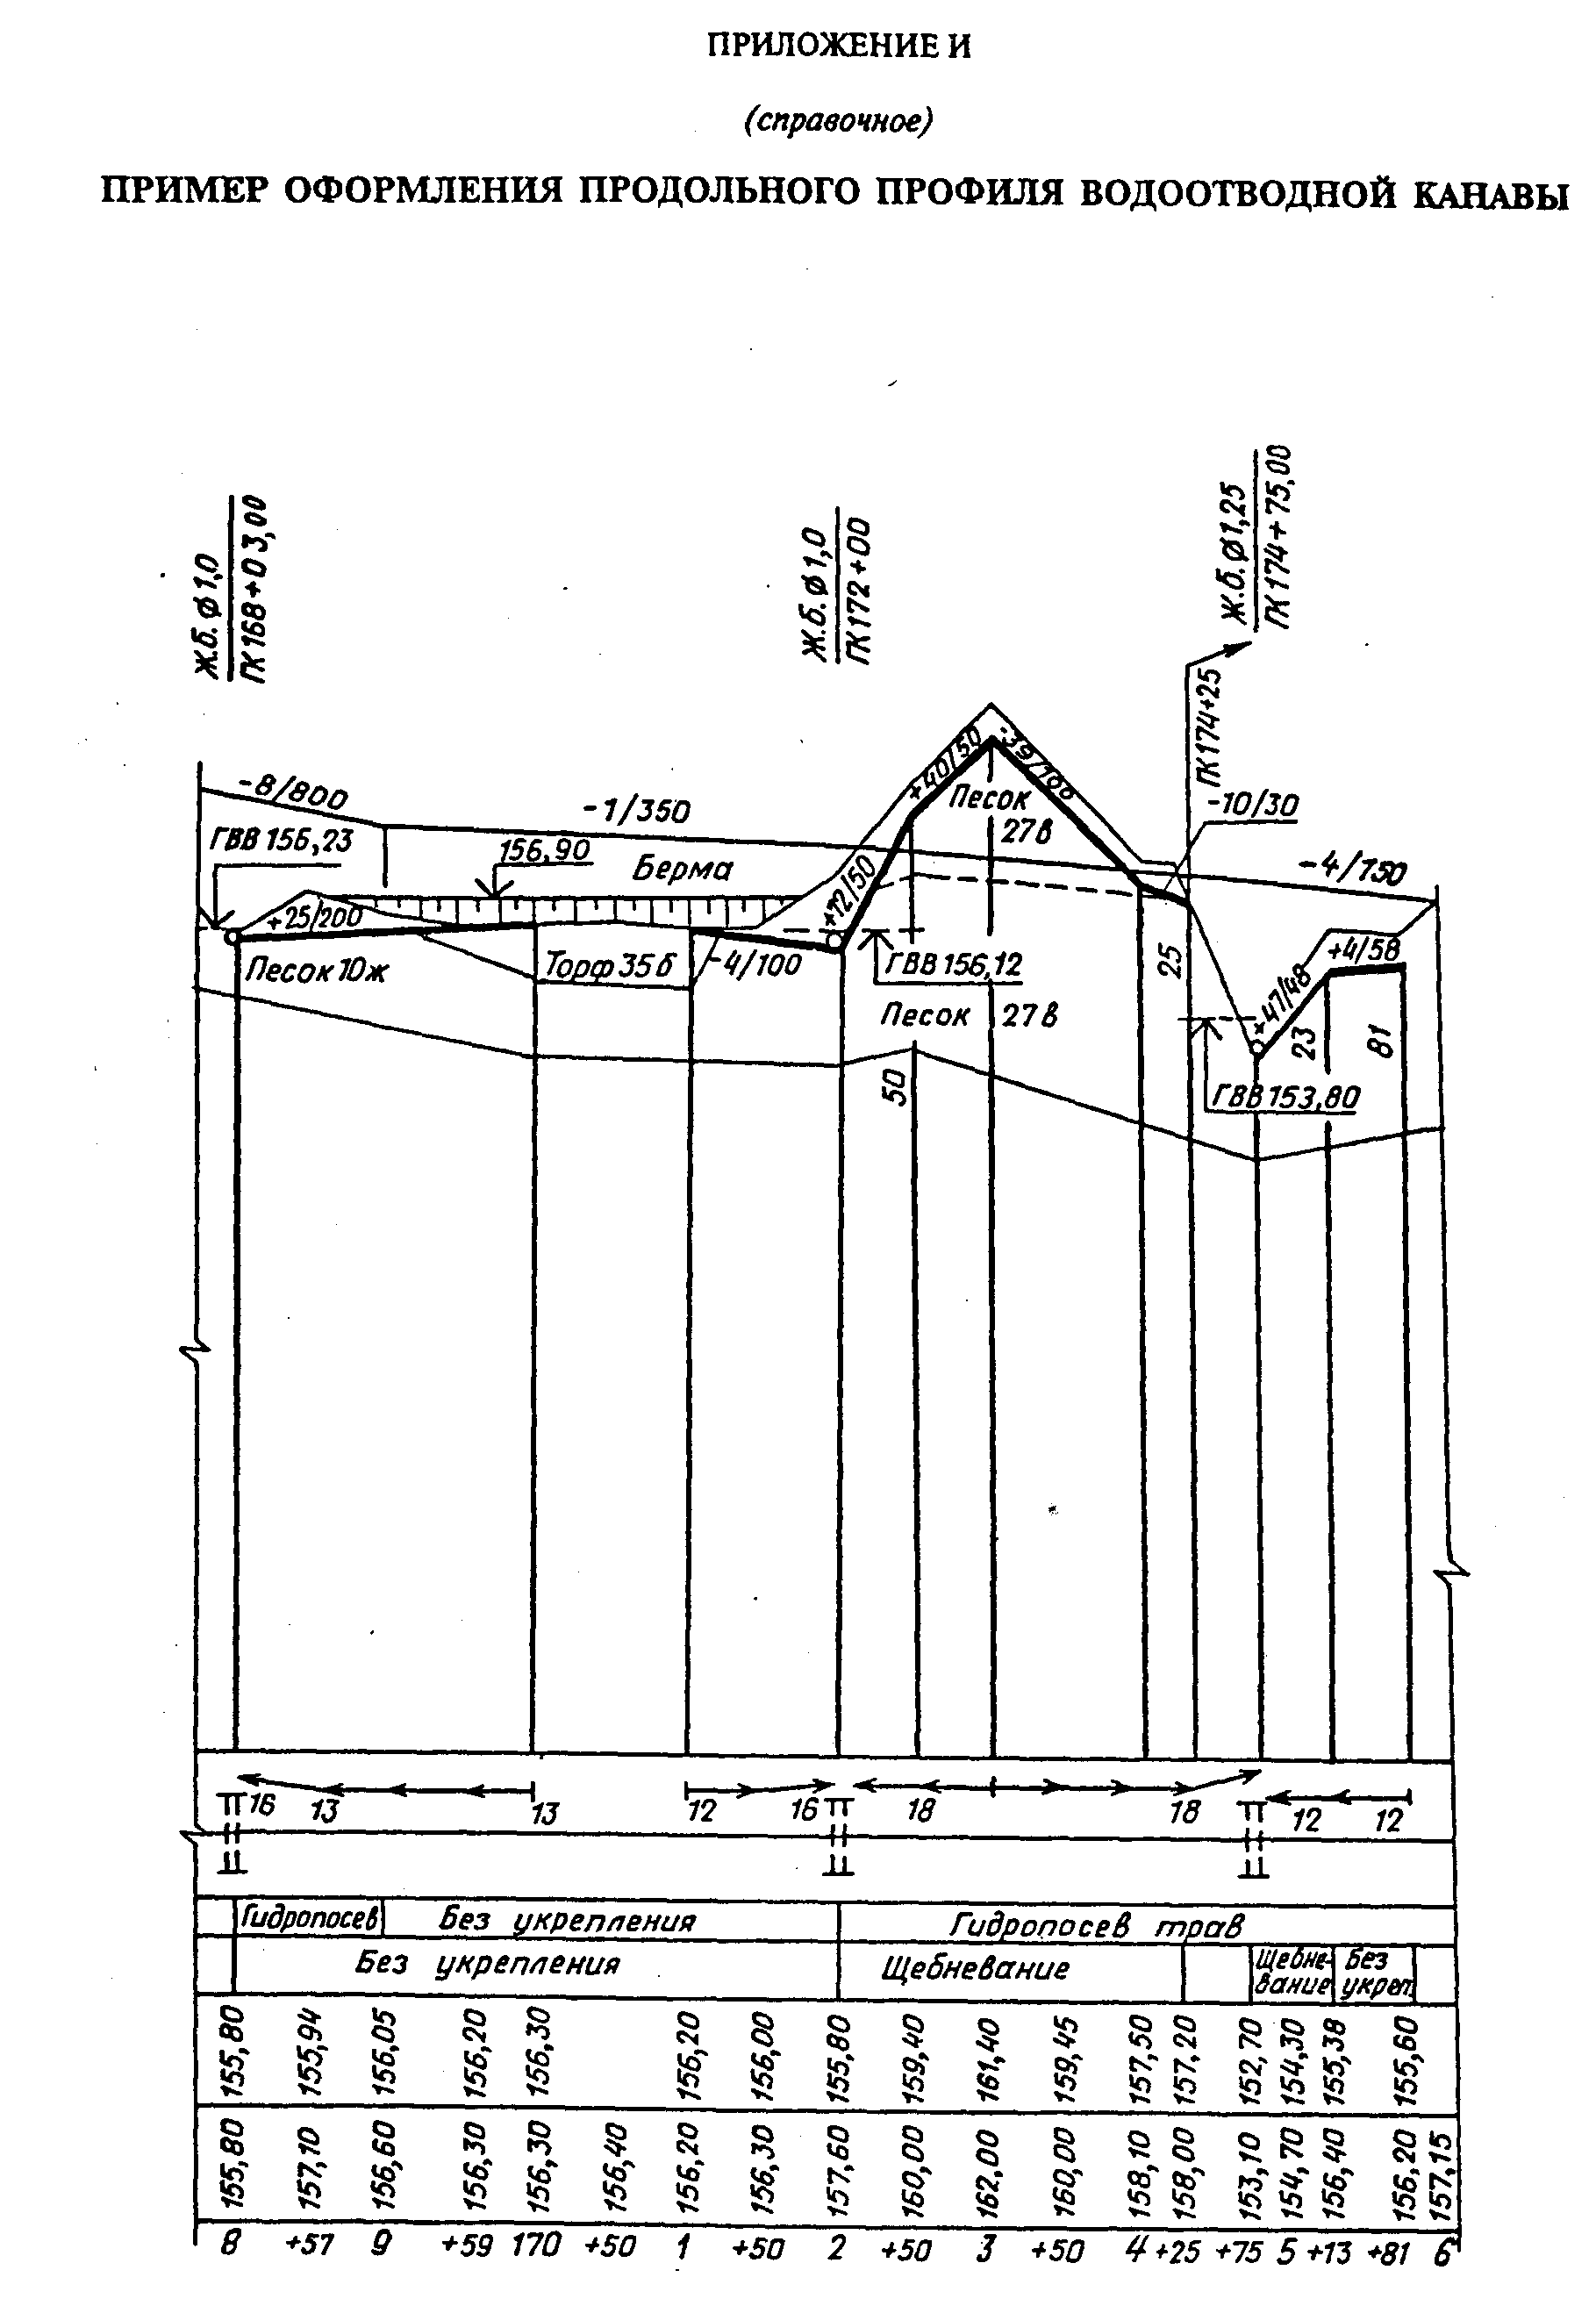 ПРИЛОЖЕНИЕ И
(справочное)
ПРИМЕР ОФОРМЛЕНИЯ ПРОДОЛЬНОГО ПРОФИЛЯ ВОДООТВОДНОЙ КАНАВЫ
Ж.б. Ø 1,0
ПК168+03,00
Ж.б. Ø 1,0
ПК172+00
Ж.б. Ø 1,25
ПК174+75,00
ПК174+25
-8/800
-1/350
-10/30
-4/750
ГВВ 156,23
156,90
Берма
+25/200
+72/50
+40/50
-39/100
Песок
27в
Песок 10ж
Торф 35б
-4/100
ГВВ 156,12
Песок 27в
25
+47/48
+4/58
23
81
50
ГВВ 153,80
16 13 13 12 16 18 18 12 12
Гидропосев Без укрепления Гидропосев трав
Без укрепления Щебневание Щебне-
вание Без
укреп.
155,80 155,94 156,05 156,20 156,30 156,20 156,00 155,80 159,40 161,40 159,45 157,50 157,20 152,70 154,30 155,38 155,60
155,80 157,10 156,60 156,30 156,30 156,40 156,20 156,30 157,60 160,00 162,00 160,00 158,10 158,00 153,10 154,70 156,40 156,20 157,15
8 +57 9 +59 170 +50 1 +50 2 +50 3 +50 4 +25 +75 5 +13 +81 6